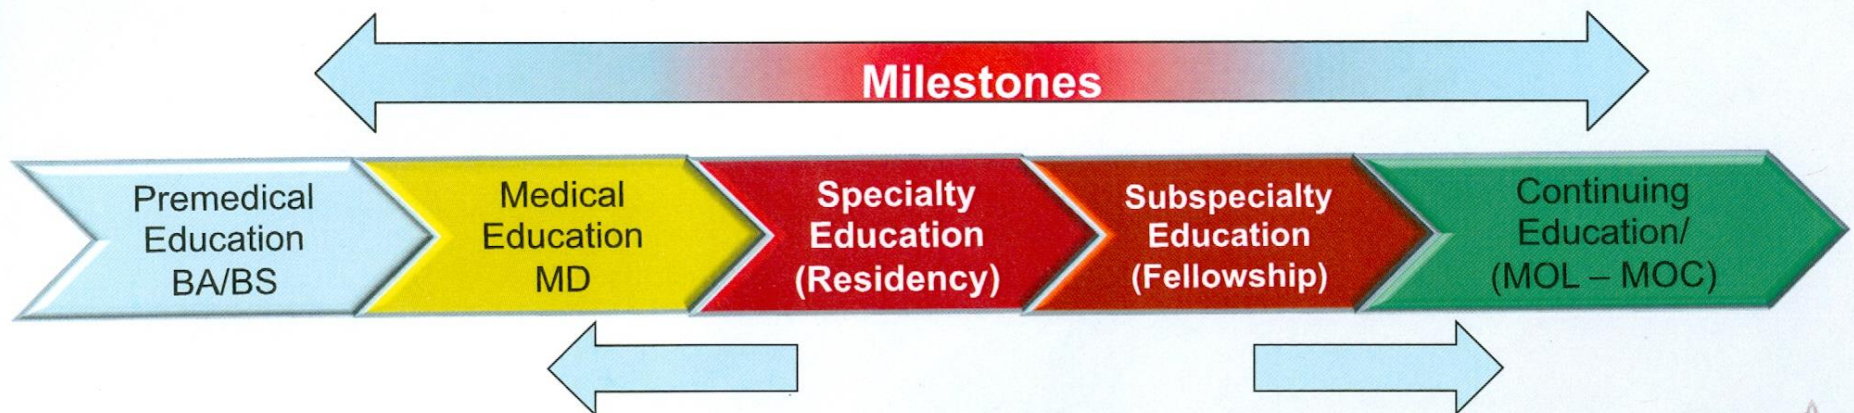 Milestones
Premedical
Education
BA/BS
Medical
Education
MD
Specialty
Education
(Residency)
Subspecialty
Education
(Fellowship)
Continuing
Education/
(MOL – MOC)